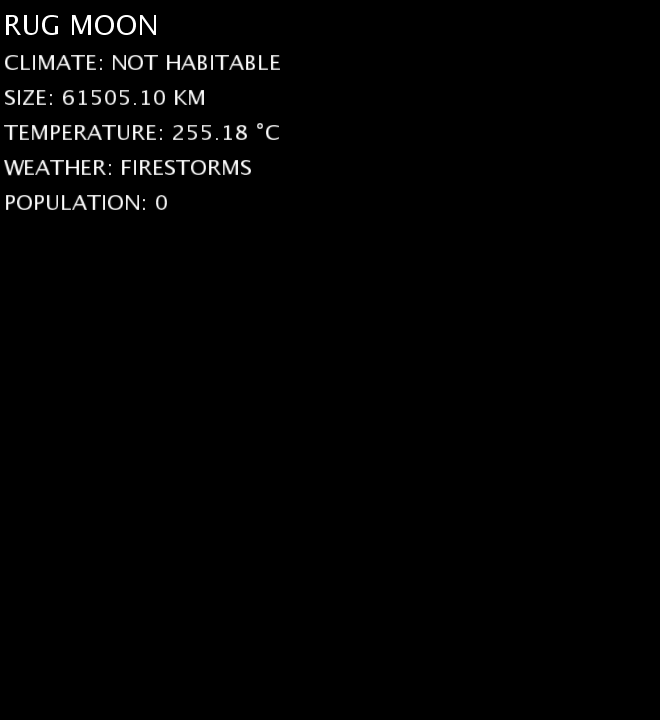 RUG MOON
CLIMATE: NOT HABITABLE
SIZE: 61505.10 KM
TEMPERATURE: 255.18 °C
WEATHER: FIRESTORMS
POPULATION: 0